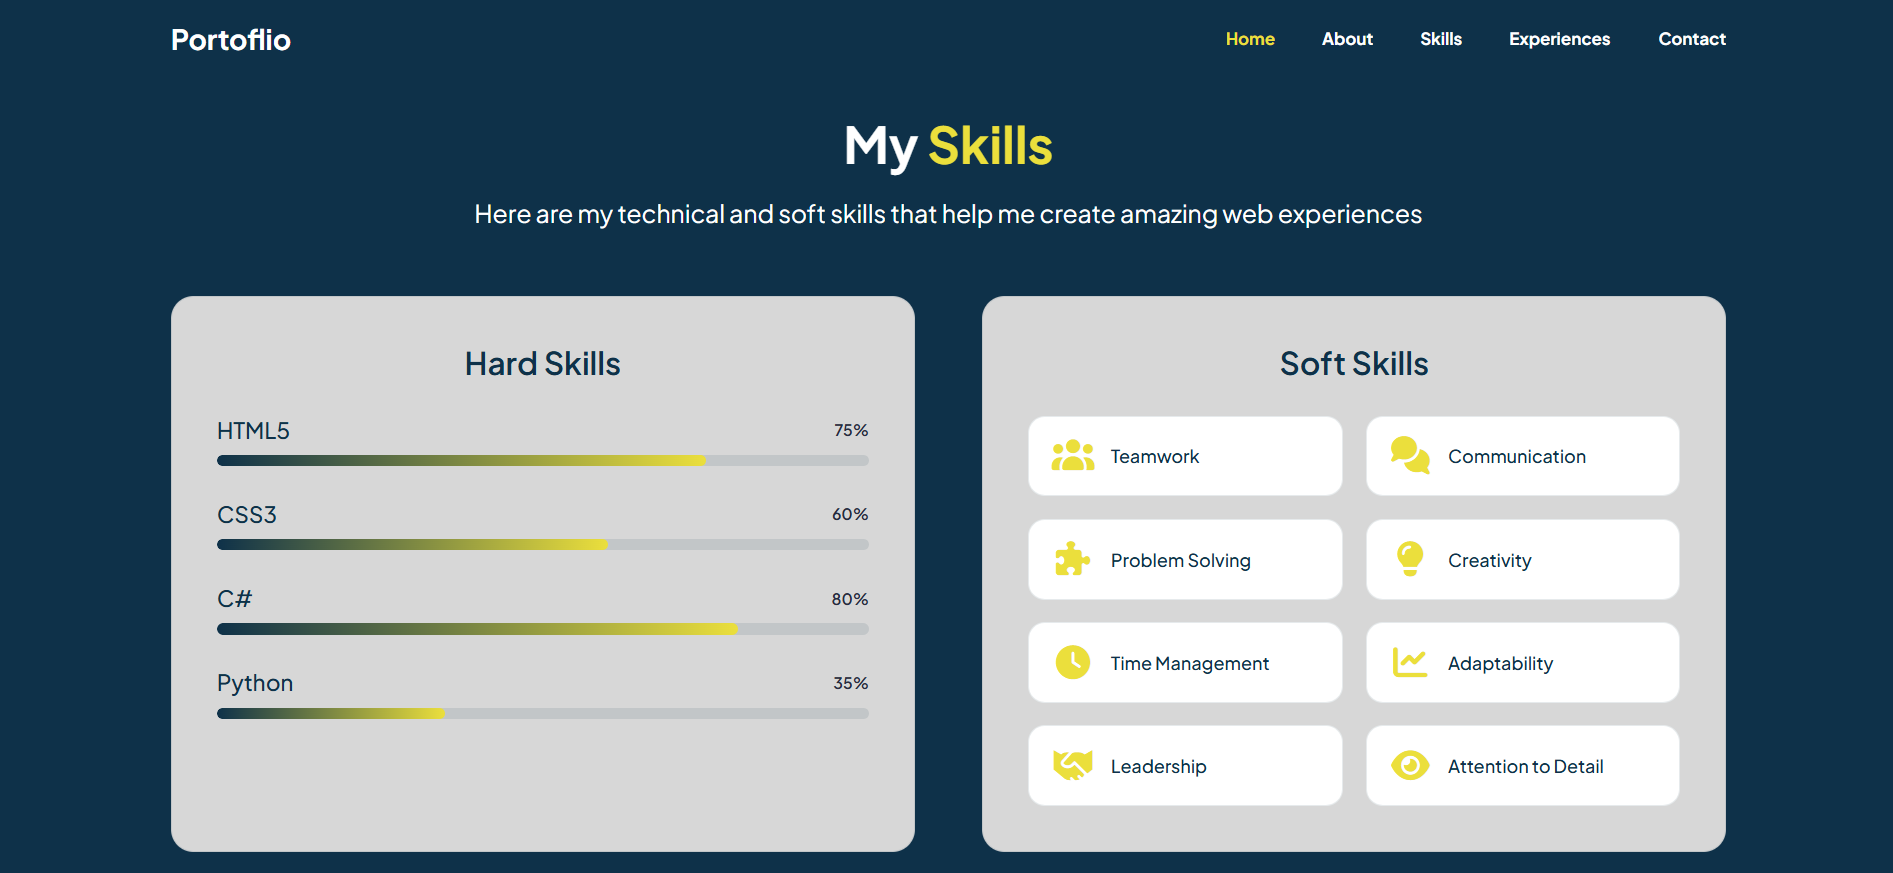 Portoflio
Home About Skills Experiences Contact
My Skills
Here are my technical and soft skills that help me create amazing web experiences
Hard Skills
HTML5 75%
CSS3 60%
C# 80%
Python 35%
Soft Skills
Teamwork Communication
Problem Solving Creativity
Time Management Adaptability
Leadership Attention to Detail